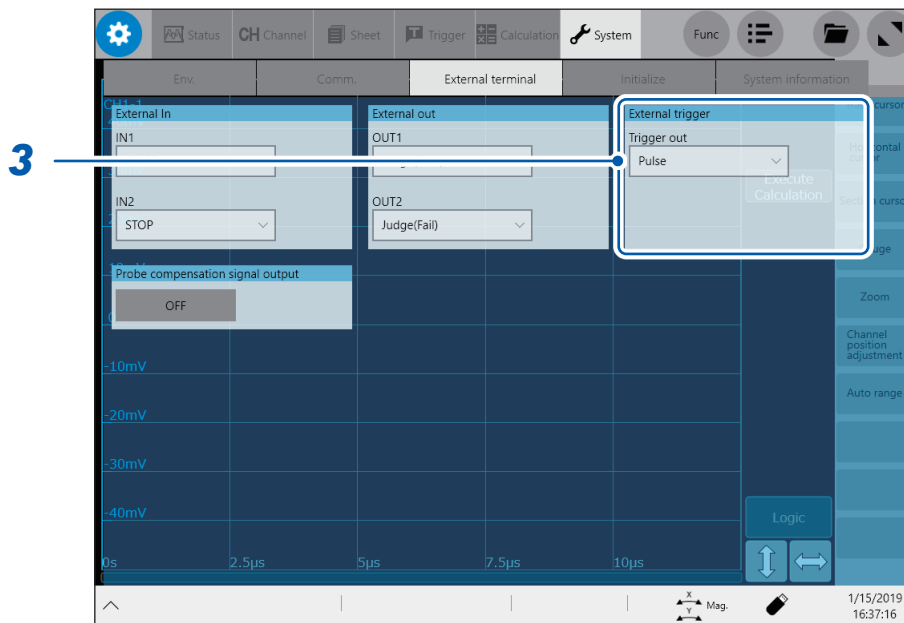 Status CH Channel Sheet Trigger Calculation System Func
Env. Comm. External terminal Initialize System information
CH1-1
External In
IN1
IN2
STOP
External out
OUT1
OUT2
Judge(Fail)
External trigger
Trigger out
Pulse
3
Execute
Calculation
Probe compensation signal output
OFF
Zoom
Channel
position
adjustment
Auto range
-10mV
-20mV
-30mV
-40mV
0s 2.5µs 5µs 7.5µs 10µs
Logic
X
Y
Mag.
1/15/2019
16:37:16